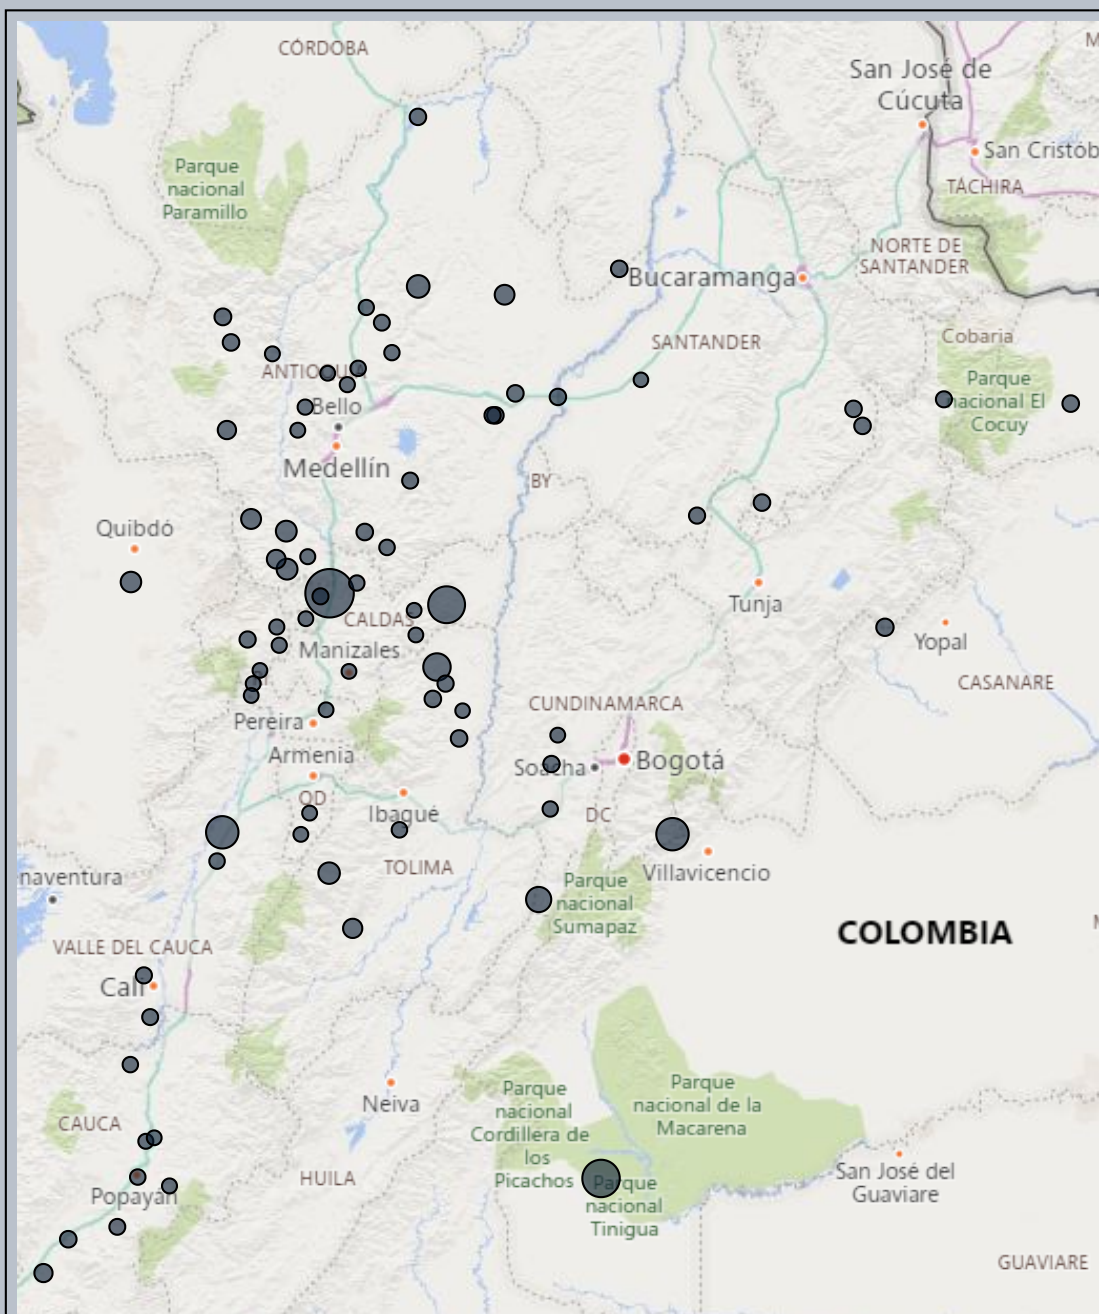 CÓRDOBA
M
San José de
Cúcuta
San Cristób
Parque
nacional
Paramillo
TÁCHIRA
NORTE DE
SANTANDER
Bucaramanga
SANTANDER
Cobaria
Parque
nacional El
Cocuy
Bello
Medellín
BY
Quibdó
Tunja
CALDAS
Yopal
Manizales
CASANARE
CUNDINAMARCA
Pereira
Armenia
Bogotá
QD
Ibagué
DC
TOLIMA
Villavicencio
naventura
Parque
nacional
Sumapaz
COLOMBIA
VALLE DEL CAUCA
Cali
Neiva
Parque
nacional
Cordillera de
los
Picachos
Parque
nacional de la
Macarena
CAUCA
HUILA
San José del
Guaviare
Popayán
Parque
nacional
Tinigua
GUAVIARE